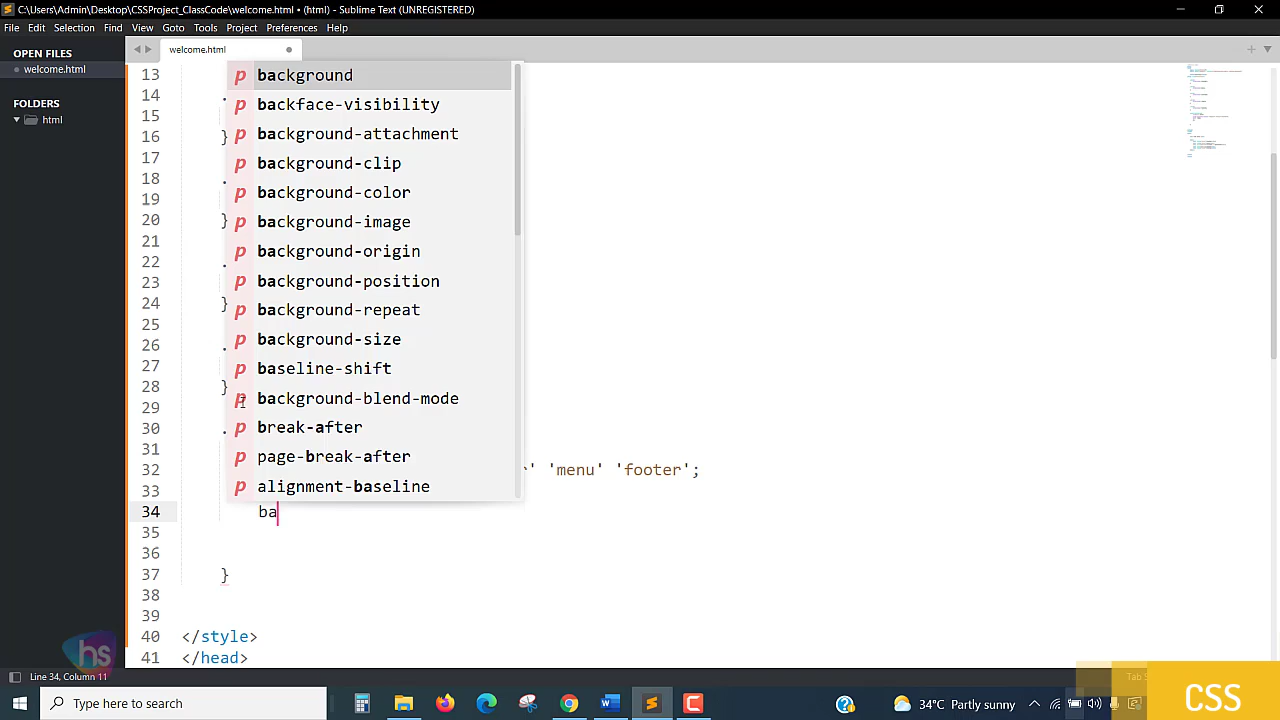 C:\Users\Admin\Desktop\CSSProject_ClassCode\welcome.html • (html) - Sublime Text (UNREGISTERED)
File Edit Selection Find View Goto Tools Project Preferences Help
OPEN FILES
welcome.html
FOLDERS
html
welcome.html
13
14 .
15
16 }
17
18 .
19
20 }
21
22 .
23
24 }
25
26 .
27
28 }
29
30 .
31
32 ' 'menu' 'footer';
33
34 ba
35
36
37 }
38
39
40 </style>
41 </head>
p background
p backface-visibility
p background-attachment
p background-clip
p background-color
p background-image
p background-origin
p background-position
p background-repeat
p background-size
p baseline-shift
p background-blend-mode
p break-after
p page-break-after
p alignment-baseline
hs
Line 34, Column 11
Tab S
Type here to search
34°C Partly sunny
CSS